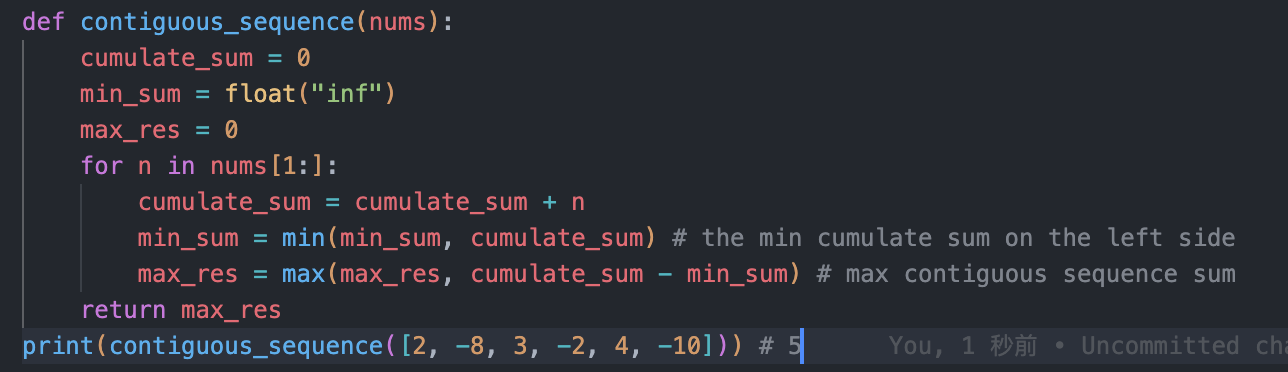 def contiguous_sequence(nums):
    cumulate_sum = 0
    min_sum = float("inf")
    max_res = 0
    for n in nums[1:]:
        cumulate_sum = cumulate_sum + n
        min_sum = min(min_sum, cumulate_sum) # the min cumulate sum on the left side
        max_res = max(max_res, cumulate_sum - min_sum) # max contiguous sequence sum
    return max_res
print(contiguous_sequence([2, -8, 3, -2, 4, -10])) # 5 You, 1 秒前 • Uncommitted cha